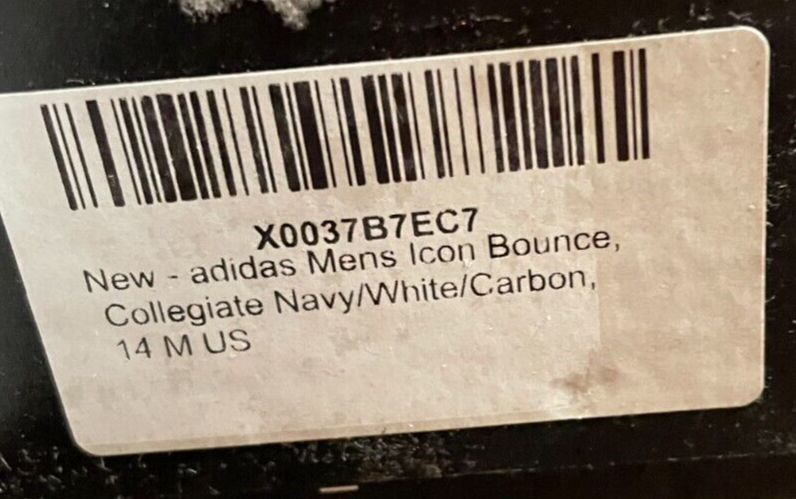 X0037B7EC7
New - adidas Mens Icon Bounce,
Collegiate Navy/White/Carbon,
14 M US